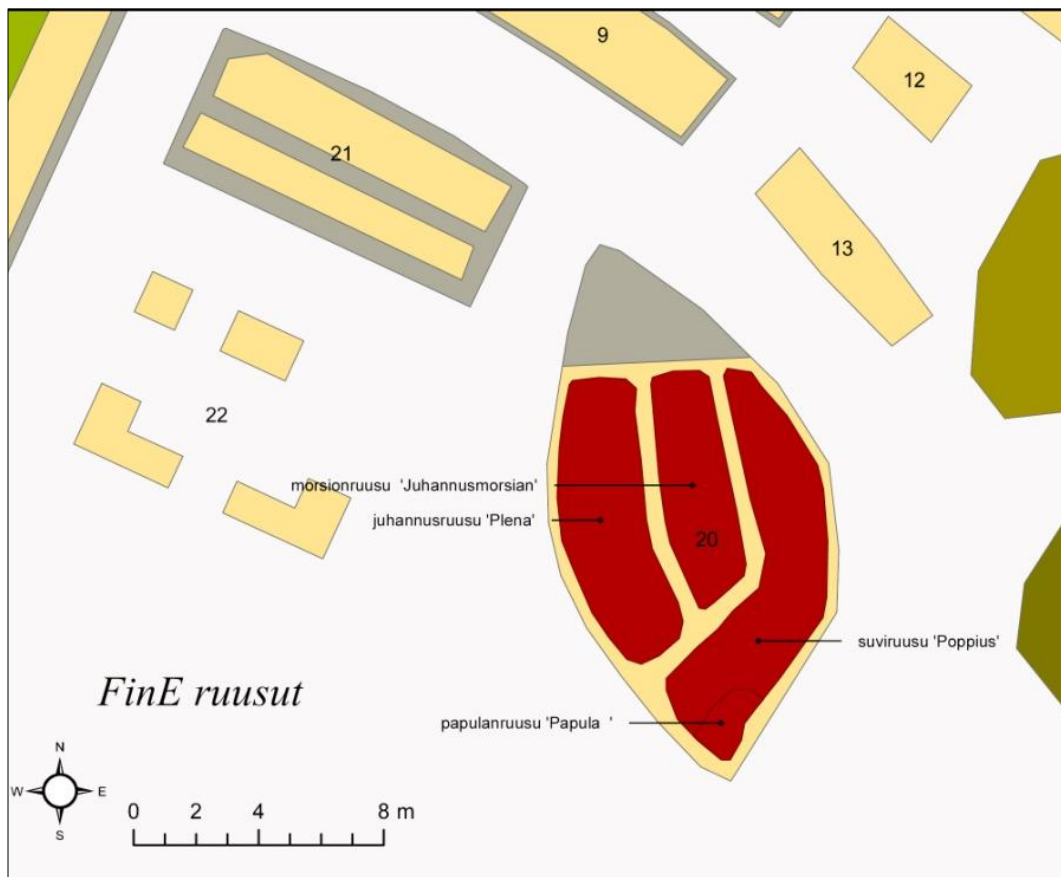 9
12
21
13
22
morsionruusu 'Juhannusmorsian'
juhannusruusu 'Plena'
20
suviruusu 'Poppius'
FinE ruusut
papulanruusu 'Papula '
N
W E
S
0 2 4 8 m